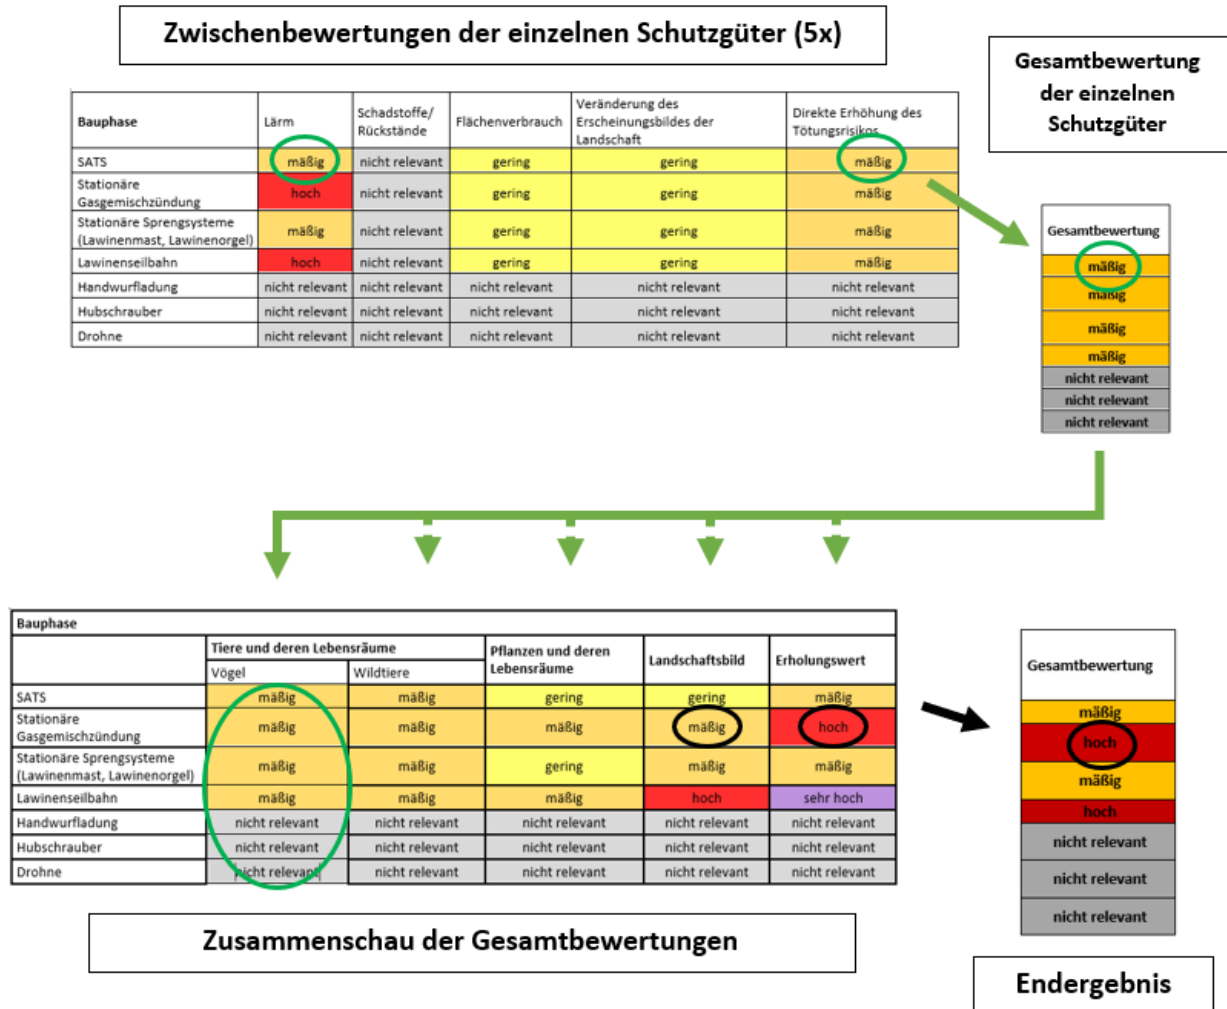 Zwischenbewertungen der einzelnen Schutzgüter (5x)
Gesamtbewertung
der einzelnen
Schutzgüter
Bauphase Lärm Schadstoffe/ Rückstände Flächenverbrauch Veränderung des Erscheinungsbildes der Landschaft Direkte Erhöhung des Tötungsrisikos
SATS mäßig nicht relevant gering gering mäßig
Stationäre Gasgemischzündung hoch nicht relevant gering gering mäßig
Stationäre Sprengsysteme (Lawinenmast, Lawinenorgel) mäßig nicht relevant gering gering mäßig
Lawinenseilbahn hoch nicht relevant gering gering mäßig
Handwurfladung nicht relevant nicht relevant nicht relevant nicht relevant nicht relevant
Hubschrauber nicht relevant nicht relevant nicht relevant nicht relevant nicht relevant
Drohne nicht relevant nicht relevant nicht relevant nicht relevant nicht relevant
Gesamtbewertung
mäßig
mäßig
mäßig
mäßig
nicht relevant
nicht relevant
nicht relevant
Bauphase
Tiere und deren Lebensräume Pflanzen und deren Lebensräume Landschaftsbild Erholungswert
Vögel Wildtiere
SATS mäßig mäßig gering gering mäßig
Stationäre Gasgemischzündung mäßig mäßig mäßig mäßig hoch
Stationäre Sprengsysteme (Lawinenmast, Lawinenorgel) mäßig mäßig gering mäßig mäßig
Lawinenseilbahn mäßig mäßig mäßig hoch sehr hoch
Handwurfladung nicht relevant nicht relevant nicht relevant nicht relevant nicht relevant
Hubschrauber nicht relevant nicht relevant nicht relevant nicht relevant nicht relevant
Drohne nicht relevant nicht relevant nicht relevant nicht relevant nicht relevant
Gesamtbewertung
mäßig
hoch
mäßig
hoch
nicht relevant
nicht relevant
nicht relevant
Zusammenschau der Gesamtbewertungen
Endergebnis